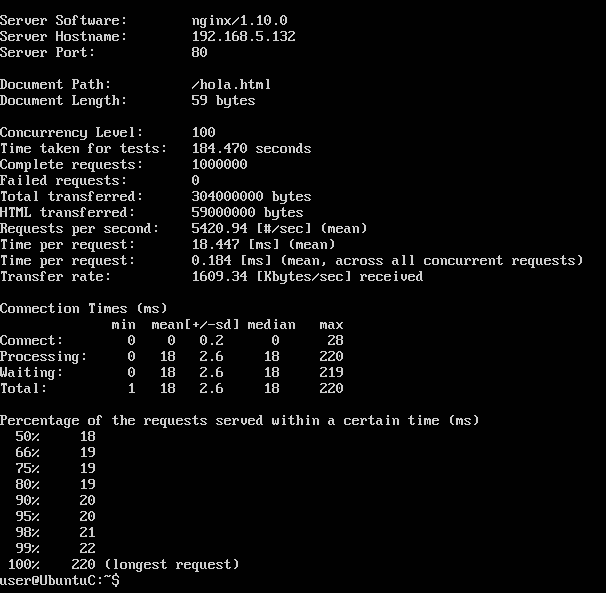 Server Software:        nginx/1.10.0
Server Hostname:        192.168.5.132
Server Port:            80
Document Path:          /hola.html
Document Length:        59 bytes
Concurrency Level:      100
Time taken for tests:   184.470 seconds
Complete requests:      1000000
Failed requests:        0
Total transferred:      304000000 bytes
HTML transferred:       59000000 bytes
Requests per second:    5420.94 [#/sec] (mean)
Time per request:       18.447 [ms] (mean)
Time per request:       0.184 [ms] (mean, across all concurrent requests)
Transfer rate:          1609.34 [Kbytes/sec] received
Connection Times (ms)
              min  mean[+/-sd] median   max
Connect:        0    0   0.2      0      28
Processing:     0   18   2.6     18     220
Waiting:        0   18   2.6     18     219
Total:          1   18   2.6     18     220
Percentage of the requests served within a certain time (ms)
  50%     18
  66%     19
  75%     19
  80%     19
  90%     20
  95%     20
  98%     21
  99%     22
 100%    220 (longest request)
user@UbuntuC:~$